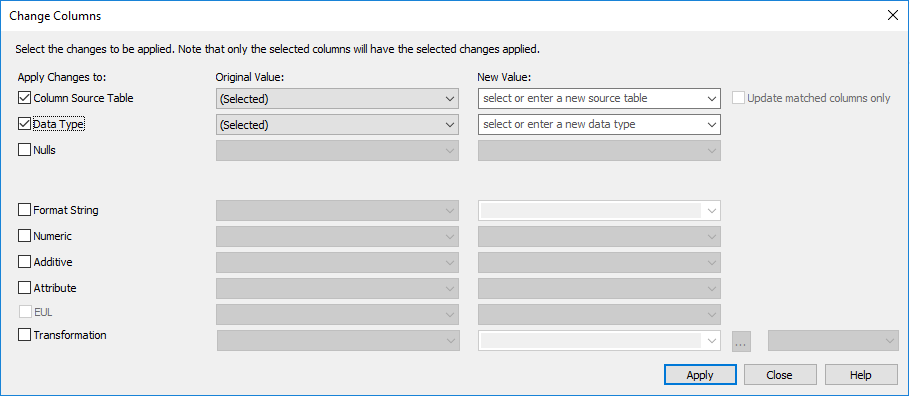 Change Columns
Select the changes to be applied. Note that only the selected columns will have the selected changes applied.
Apply Changes to: Original Value: New Value:
Column Source Table (Selected) select or enter a new source table Update matched columns only
Data Type (Selected) select or enter a new data type
Nulls
Format String
Numeric
Additive
Attribute
EUL
Transformation ...
Apply Close Help